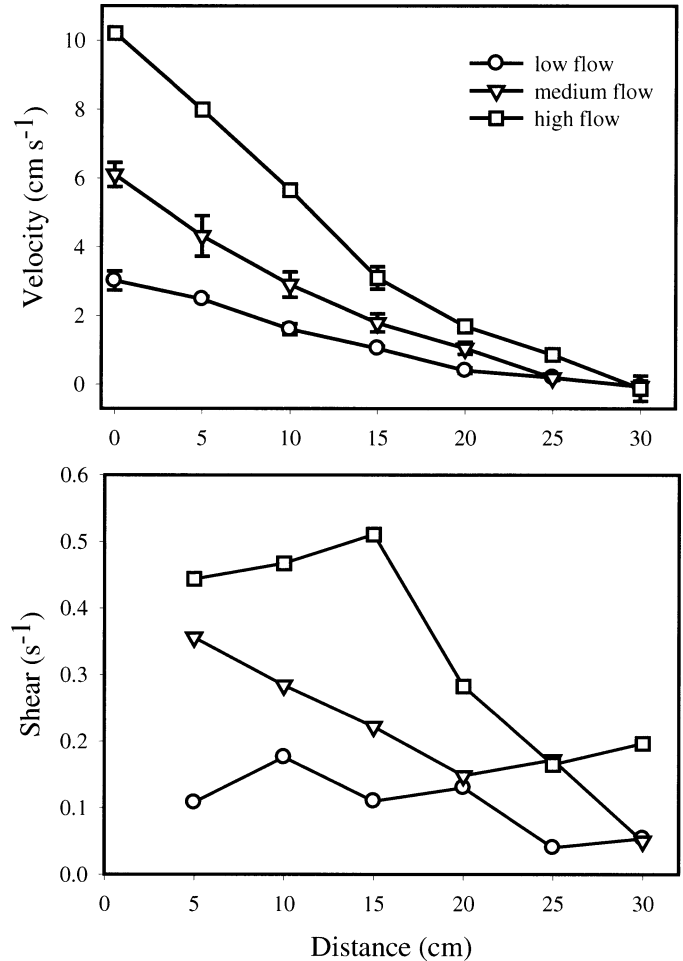 10
8
6
4
2
0
Velocity (cm s-1)
low flow
medium flow
high flow
0 5 10 15 20 25 30
0.6
0.5
0.4
0.3
0.2
0.1
0.0
Shear (s-1)
0 5 10 15 20 25 30
Distance (cm)